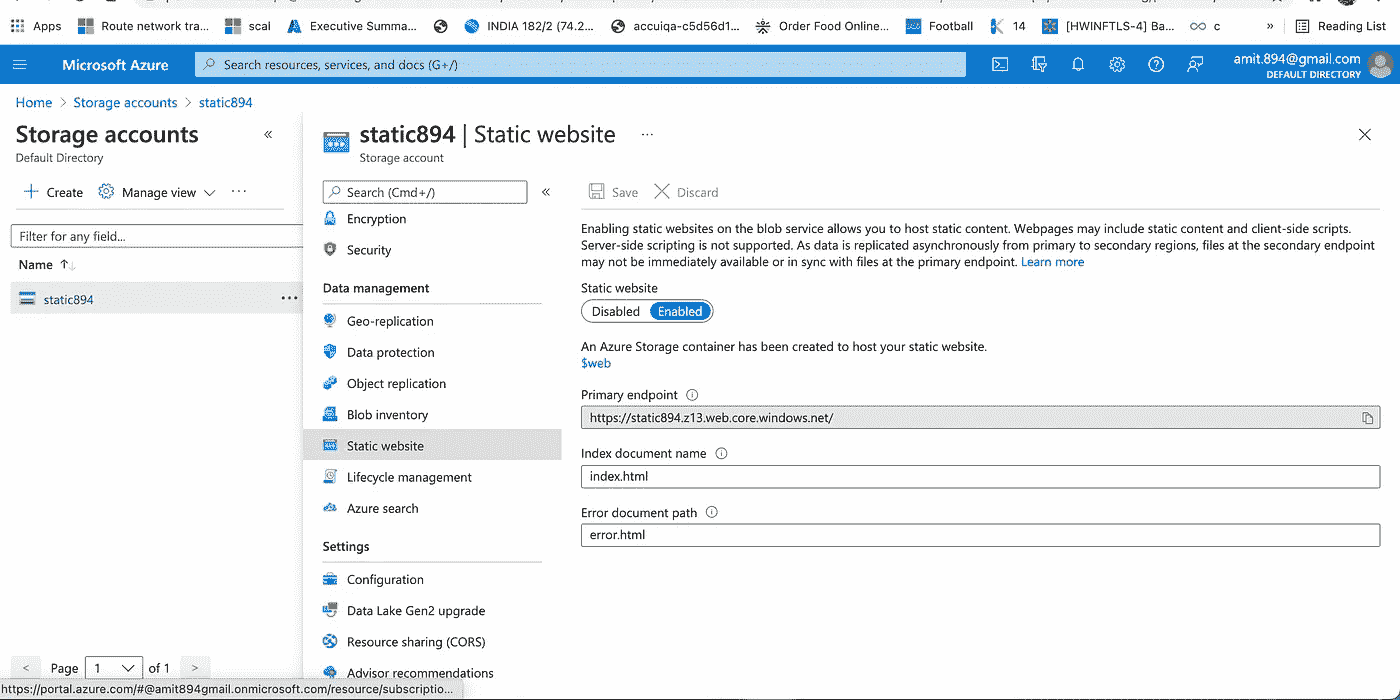 Apps
Route network tra...
scal
Executive Summa...
INDIA 182/2 (74.2...
accuiqa-c5d56d1...
Order Food Online...
Football
14
[HWINFTLS-4] Ba...
c
»
Reading List
Microsoft Azure
Search resources, services, and docs (G+/)
amit.894@gmail.com
DEFAULT DIRECTORY
Home > Storage accounts > static894
Storage accounts
«
Default Directory
static894 | Static website
...
Storage account
+ Create
Manage view
...
Search (Cmd+/)
«
Save
Discard
Filter for any field...
Name ↑↓
static894
...
Encryption
Security
Data management
Geo-replication
Data protection
Object replication
Blob inventory
Static website
Lifecycle management
Azure search
Settings
Configuration
Data Lake Gen2 upgrade
Resource sharing (CORS)
Advisor recommendations
Enabling static websites on the blob service allows you to host static content. Webpages may include static content and client-side scripts.
Server-side scripting is not supported. As data is replicated asynchronously from primary to secondary regions, files at the secondary endpoint
may not be immediately available or in sync with files at the primary endpoint. Learn more
Static website
Disabled Enabled
An Azure Storage container has been created to host your static website.
$web
Primary endpoint
https://static894.z13.web.core.windows.net/
Index document name
index.html
Error document path
error.html
< Page 1 of 1 >
https://portal.azure.com/#@amit894gmail.onmicrosoft.com/resource/subscriptio...